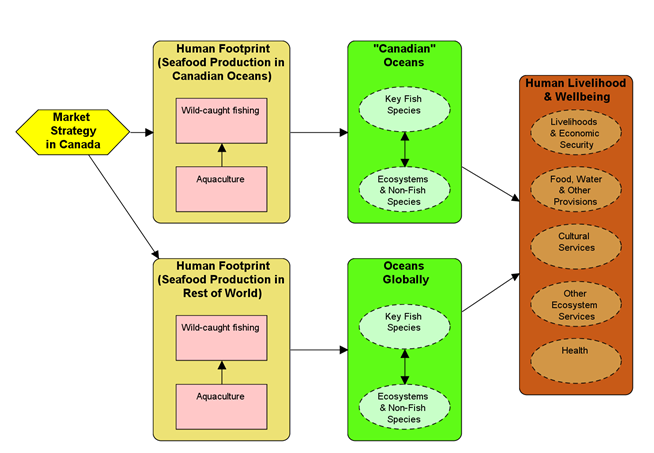 Market
Strategy
in Canada
Human Footprint
(Seafood Production in
Canadian Oceans)
Wild-caught fishing
Aquaculture
"Canadian"
Oceans
Key Fish
Species
Ecosystems
& Non-Fish
Species
Human Footprint
(Seafood Production in
Rest of World)
Wild-caught fishing
Aquaculture
Oceans
Globally
Key Fish
Species
Ecosystems
& Non-Fish
Species
Human Livelihood
& Wellbeing
Livelihoods
& Economic
Security
Food, Water
& Other
Provisions
Cultural
Services
Other
Ecosystem
Services
Health